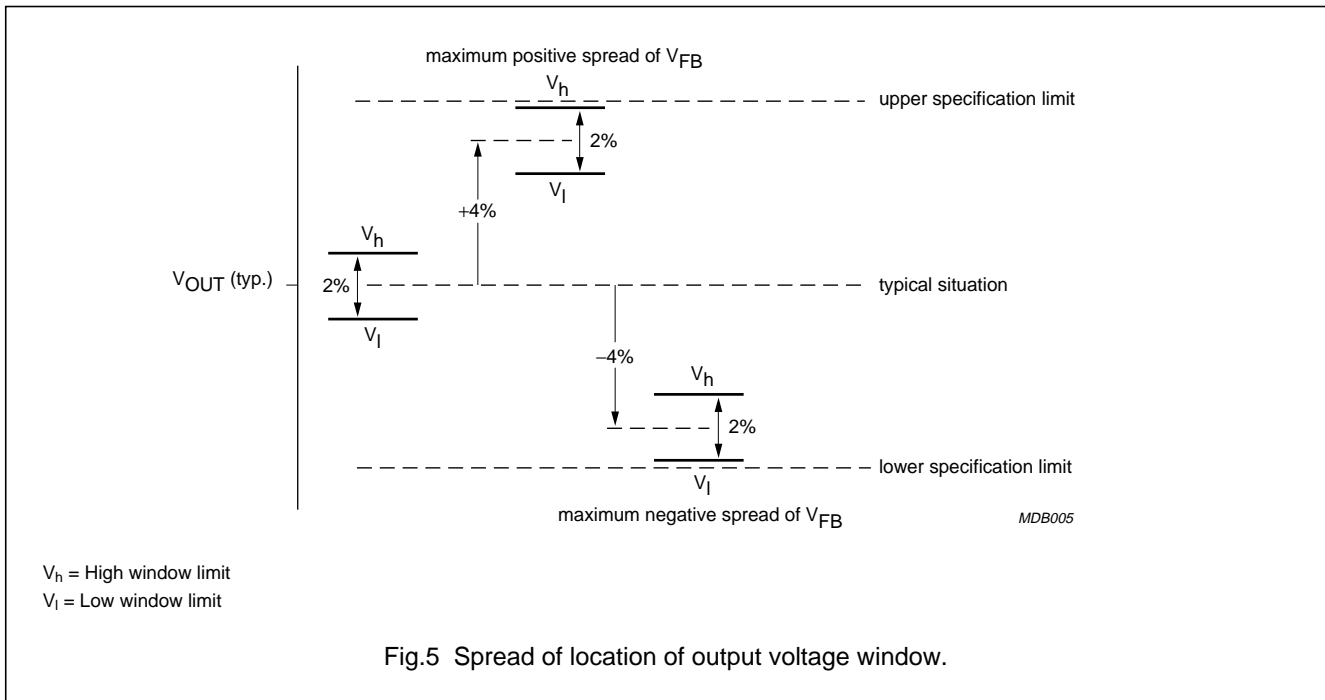 maximum positive spread of VFB
Vh
upper specification limit
2%
Vl
+4%
Vh
VOUT (typ.)
2%
typical situation
Vl
−4%
Vh
2%
lower specification limit
Vl
maximum negative spread of VFB
MDB005
Vh = High window limit
Vl = Low window limit
Fig.5 Spread of location of output voltage window.